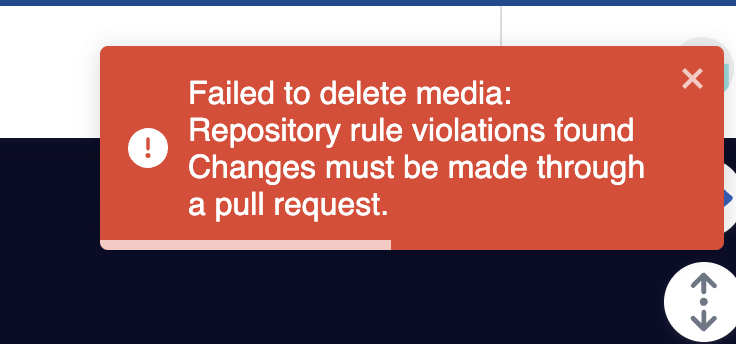 Failed to delete media:
Repository rule violations found
Changes must be made through
a pull request.